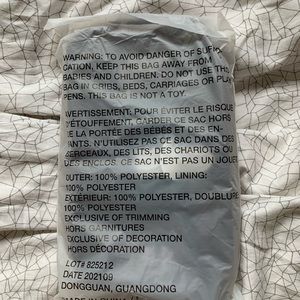 WARNING: TO AVOID DANGER OF SUFFO-
CATION, KEEP THIS BAG AWAY FROM
BABIES AND CHILDREN. DO NOT USE THIS
BAG IN CRIBS, BEDS, CARRIAGES OR PLAY
PENS. THIS BAG IS NOT A TOY.
AVERTISSEMENT: POUR ÉVITER LE RISQUE
D'ÉTOUFFEMENT, GARDER CE SAC HORS
DE LA PORTÉE DES BÉBÉS ET DES EN-
FANTS. N'UTILISEZ PAS CE SAC DANS DES
BERCEAUX, DES LITS, DES CHARIOTS OU
DES ENCLOS. CE SAC N'EST PAS UN JOUET.
OUTER: 100% POLYESTER, LINING:
100% POLYESTER
EXTÉRIEUR: 100% POLYESTER, DOUBLURE:
100% POLYESTER
EXCLUSIVE OF TRIMMING
HORS GARNITURES
EXCLUSIVE OF DECORATION
HORS DÉCORATION
LOT# 825212
DATE 202109
DONGGUAN, GUANGDONG
MADE IN CHINA